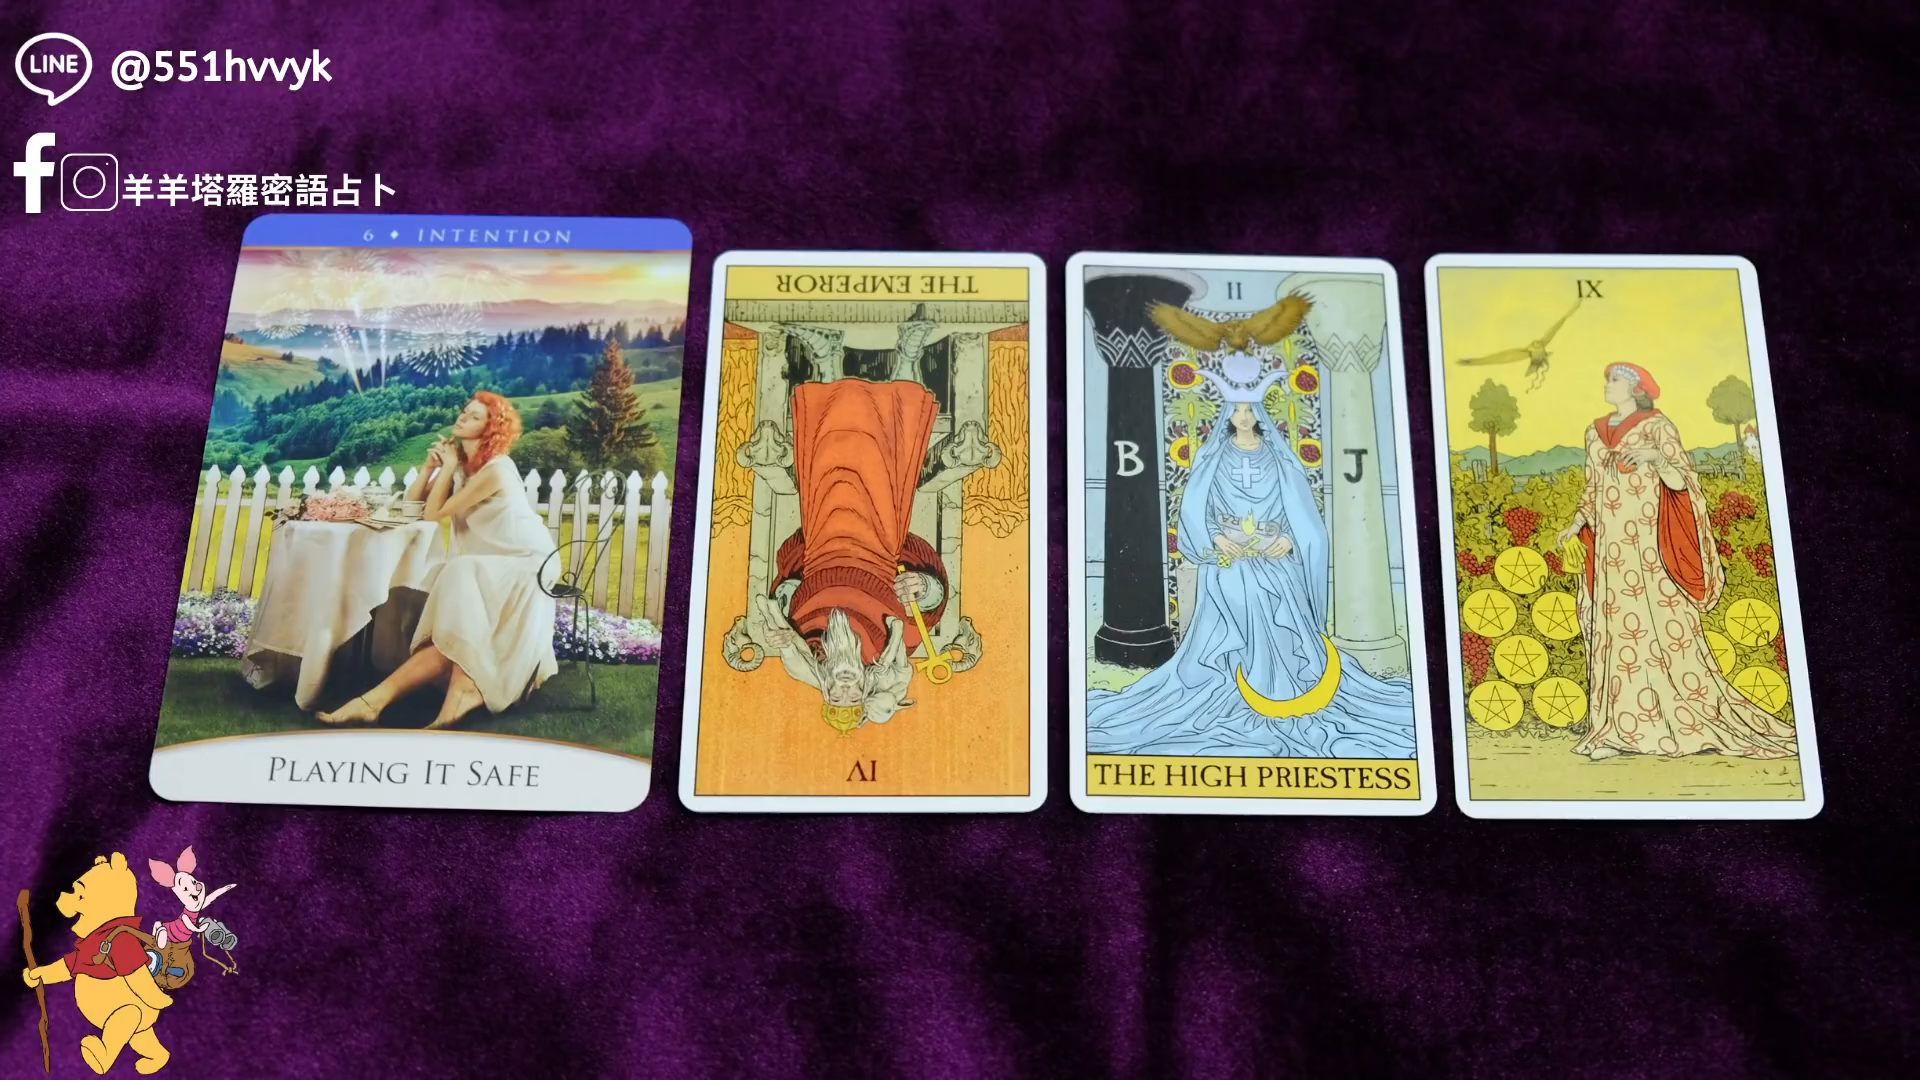 LINE @551hvvyk
羊羊塔羅密語占卜
6 ♦ INTENTION
PLAYING IT SAFE
THE EMPEROR
IV
II
B J
THE HIGH PRIESTESS
IX